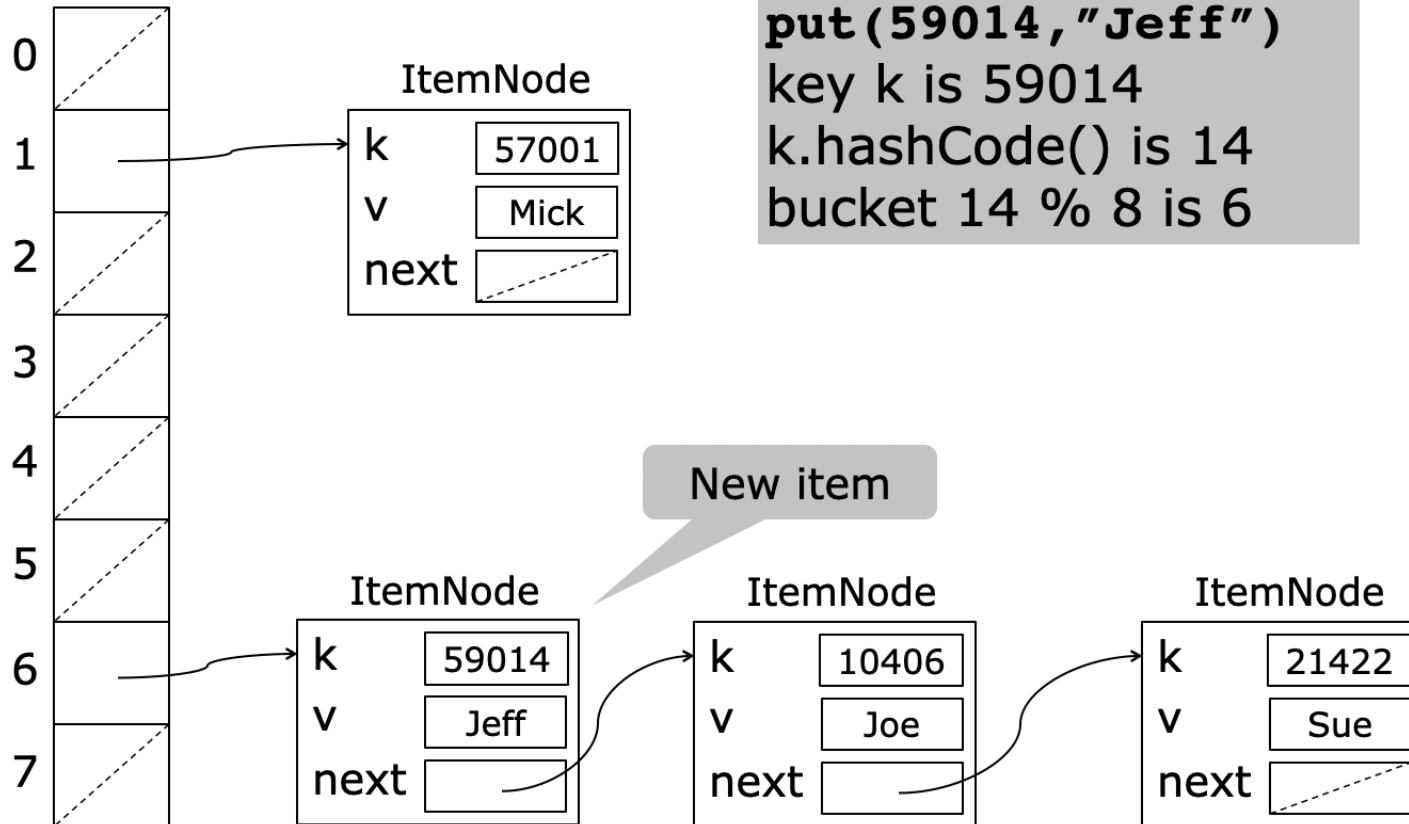 put(59014,”Jeff”)
key k is 59014
k.hashCode() is 14
bucket 14 % 8 is 6
0
1
2
3
4
5
6
7
ItemNode
k 57001
v Mick
next
New item
ItemNode
k 59014
v Jeff
next
ItemNode
k 10406
v Joe
next
ItemNode
k 21422
v Sue
next